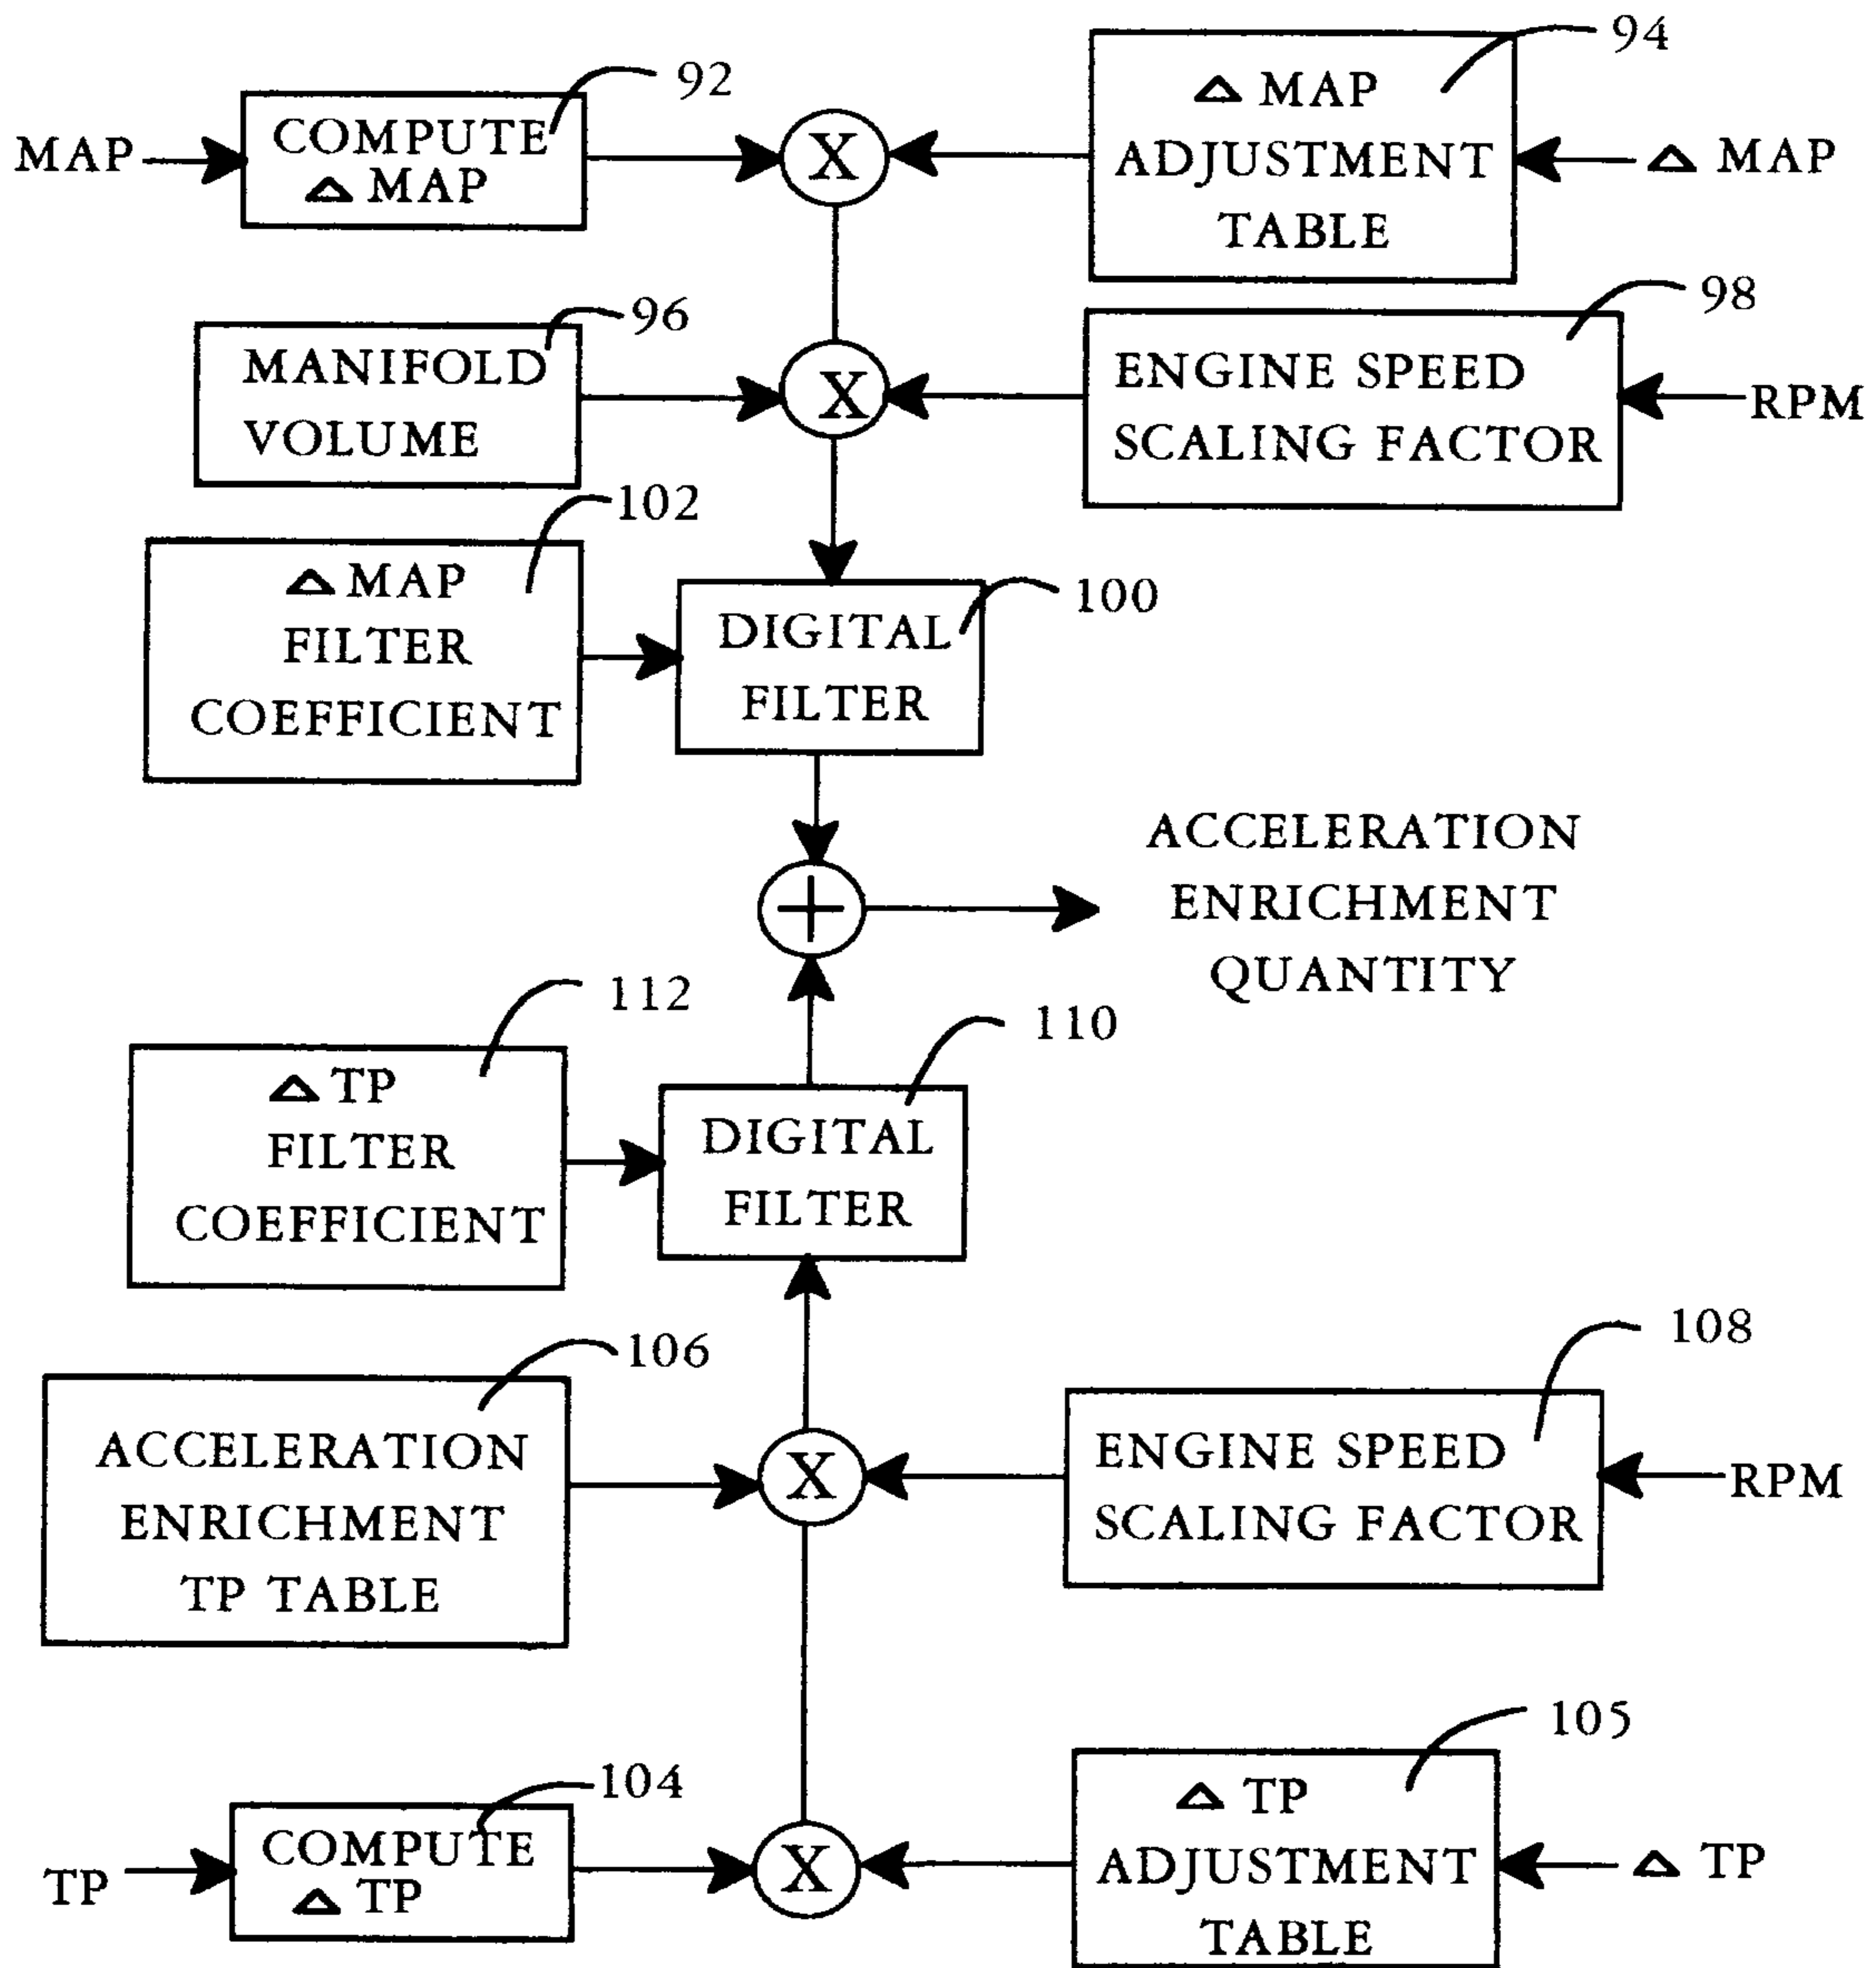 94
92
MAP
COMPUTE
△ MAP
X
△ MAP
ADJUSTMENT
TABLE
△ MAP
96
98
MANIFOLD
VOLUME
X
ENGINE SPEED
SCALING FACTOR
RPM
102
△ MAP
FILTER
COEFFICIENT
100
DIGITAL
FILTER
+
ACCELERATION
ENRICHMENT
QUANTITY
112
110
△ TP
FILTER
COEFFICIENT
DIGITAL
FILTER
106
108
ACCELERATION
ENRICHMENT
TP TABLE
X
ENGINE SPEED
SCALING FACTOR
RPM
105
104
TP
COMPUTE
△ TP
X
△ TP
ADJUSTMENT
TABLE
△ TP